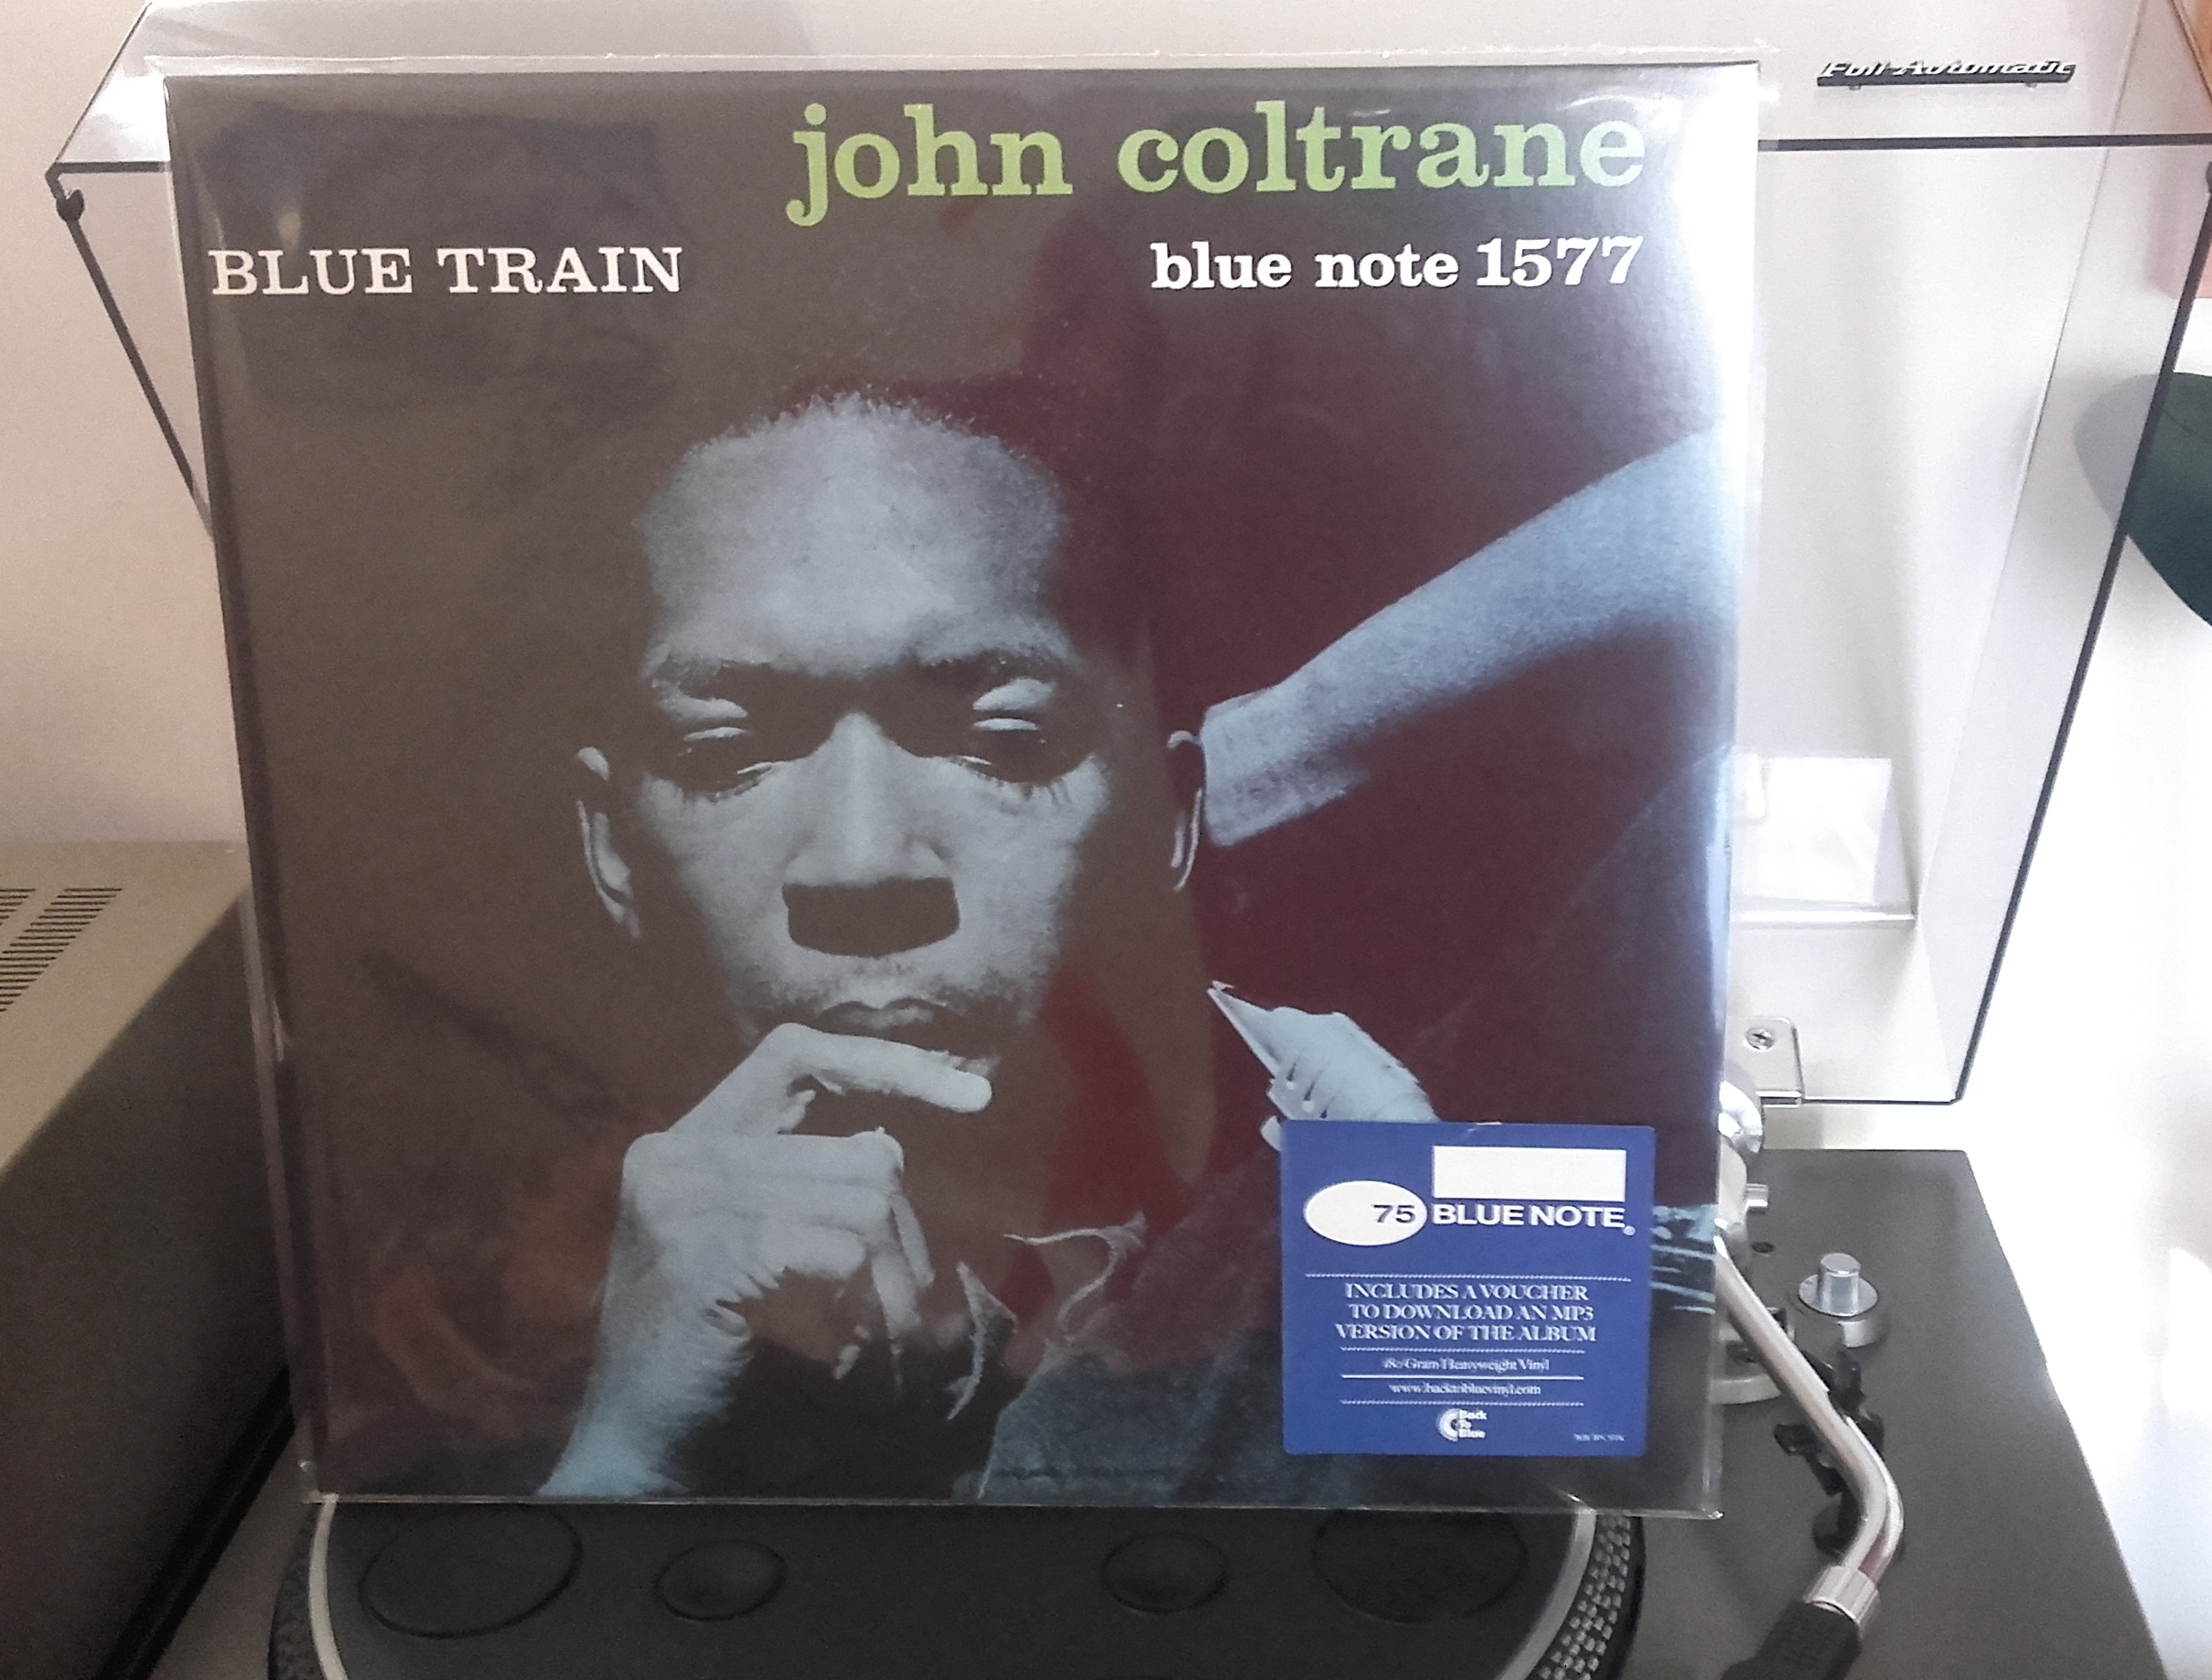 Full-Automatic
john coltrane
BLUE TRAIN
blue note 1577
75 BLUE NOTE®
INCLUDES A VOUCHER
TO DOWNLOAD AN MP3
VERSION OF THE ALBUM
180 Gram Heavyweight Vinyl
www.backtobluevinyl.com
Back
To
Blue